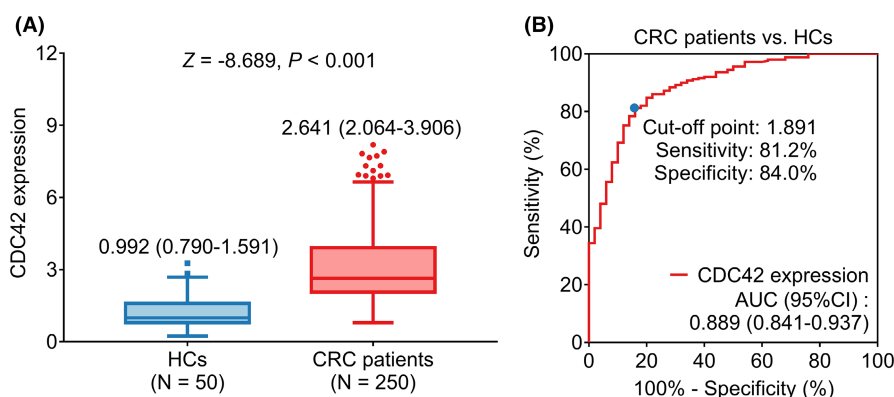 (A)
Z = -8.689, P < 0.001
CDC42 expression
12
9
6
3
0
0.992 (0.790-1.591)
2.641 (2.064-3.906)
HCs
(N = 50)
CRC patients
(N = 250)
(B)
CRC patients vs. HCs
Sensitivity (%)
100
80
60
40
20
0
Cut-off point: 1.891
Sensitivity: 81.2%
Specificity: 84.0%
CDC42 expression
AUC (95%CI) :
0.889 (0.841-0.937)
0 20 40 60 80 100
100% - Specificity (%)